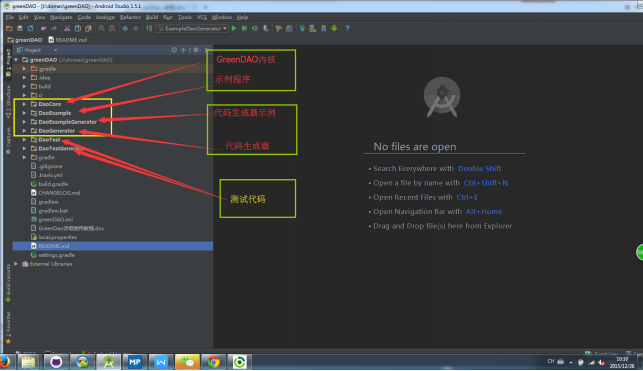 greenDAO - [I:\domes\greenDAO] - Android Studio 1.5.1
File Edit View Navigate Code Analyze Refactor Build Run Tools VCS Window Help
ExampleDaoGenerator
greenDAO README.md
Project
greenDAO (I:\domes\greenDAO)
.gradle
.idea
build
DaoCore
DaoExample
DaoExampleGenerator
DaoGenerator
DaoTest
DaoTestGenerator
gradle
.gitignore
.travis.yml
build.gradle
CHANGELOG.md
gradlew
gradlew.bat
greenDAO.iml
local.properties
README.md
settings.gradle
External Libraries
GreenDAO内核
示例程序
代码生成器示例
代码生成器
测试代码
No files are open
• Search Everywhere with Double Shift
• Open a file by name with Ctrl+Shift+N
• Open Recent Files with Ctrl+E
• Open Navigation Bar with Alt+Home
• Drag and Drop file(s) here from Explorer
1: Project
Structure
Captures
Build Variants
2: Favorites
MP
W
CH
10:10
2015/12/26